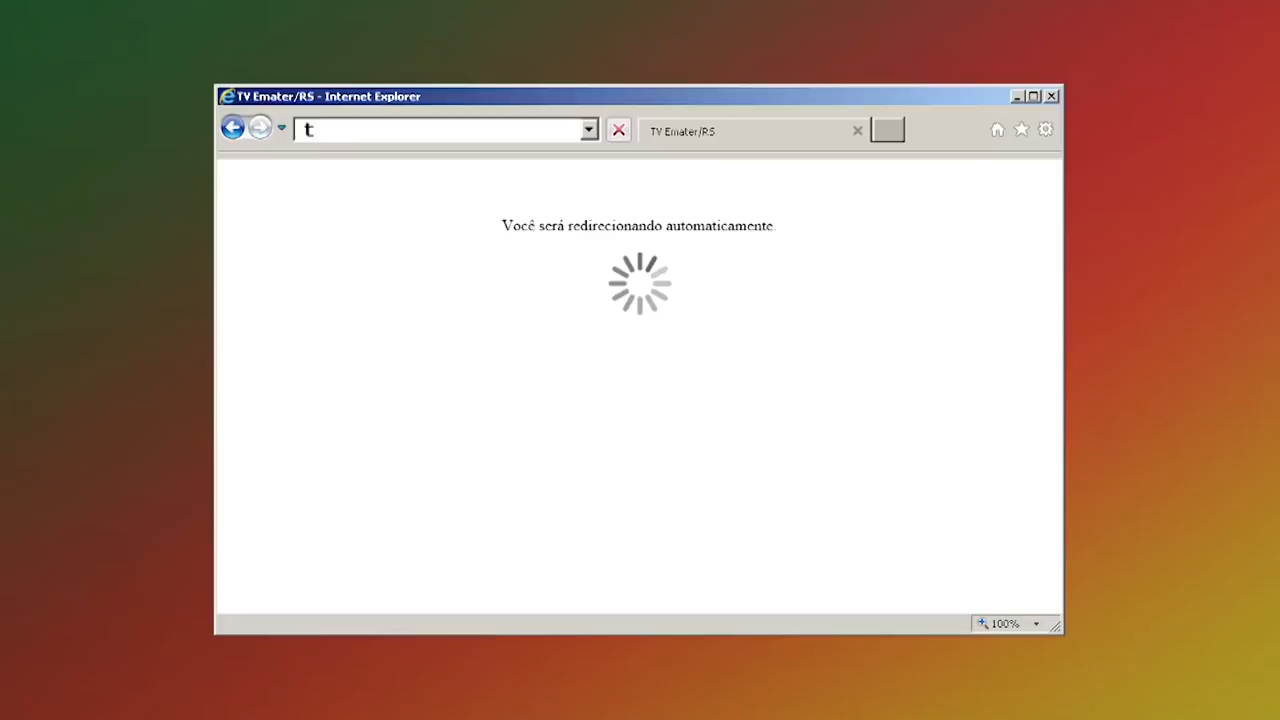 TV Emater/RS - Internet Explorer
t
TV Emater/RS
Você será redirecionando automaticamente.
100%